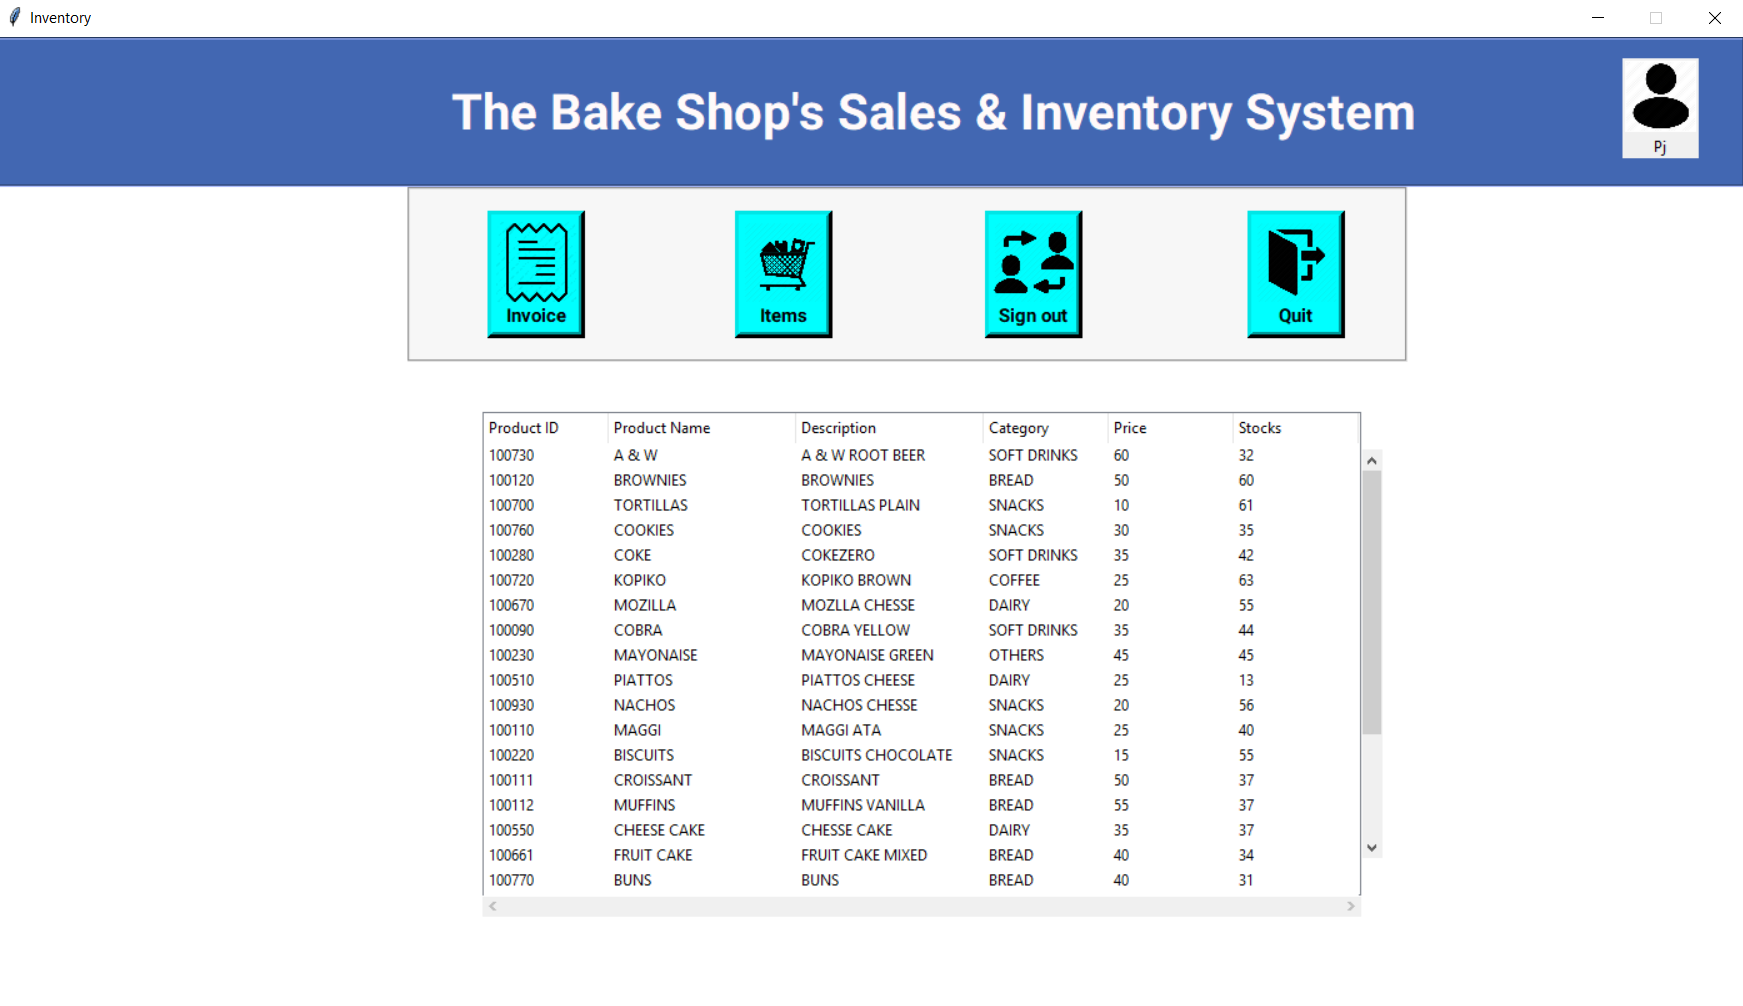 Inventory
The Bake Shop's Sales & Inventory System
Pj
Invoice Items Sign out Quit
Product ID Product Name Description Category Price Stocks
100730 A & W A & W ROOT BEER SOFT DRINKS 60 32
100120 BROWNIES BROWNIES BREAD 50 60
100700 TORTILLAS TORTILLAS PLAIN SNACKS 10 61
100760 COOKIES COOKIES SNACKS 30 35
100280 COKE COKEZERO SOFT DRINKS 35 42
100720 KOPIKO KOPIKO BROWN COFFEE 25 63
100670 MOZILLA MOZLLA CHESSE DAIRY 20 55
100090 COBRA COBRA YELLOW SOFT DRINKS 35 44
100230 MAYONAISE MAYONAISE GREEN OTHERS 45 45
100510 PIATTOS PIATTOS CHEESE DAIRY 25 13
100930 NACHOS NACHOS CHESSE SNACKS 20 56
100110 MAGGI MAGGI ATA SNACKS 25 40
100220 BISCUITS BISCUITS CHOCOLATE SNACKS 15 55
100111 CROISSANT CROISSANT BREAD 50 37
100112 MUFFINS MUFFINS VANILLA BREAD 55 37
100550 CHEESE CAKE CHESSE CAKE DAIRY 35 37
100661 FRUIT CAKE FRUIT CAKE MIXED BREAD 40 34
100770 BUNS BUNS BREAD 40 31